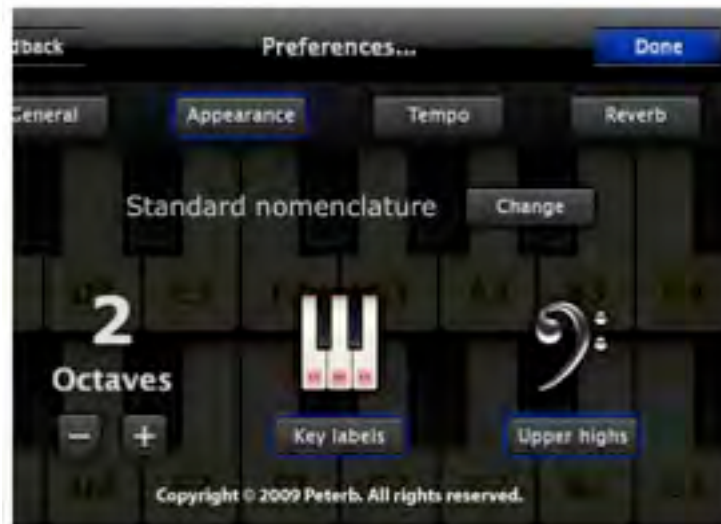 dback Preferences... Done
General Appearance Tempo Reverb
Standard nomenclature Change
2
Octaves
− +
Key labels Upper highs
Copyright © 2009 Peterb. All rights reserved.